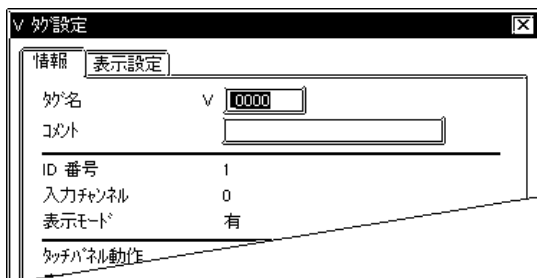 V ﾀｸﾞ設定
情報 表示設定
ﾀｸﾞ名 V 0000
ｺﾒﾝﾄ
ID 番号 1
入力ﾁｬﾝﾈﾙ 0
表示ﾓｰﾄﾞ 有
ﾀｯﾁﾊﾟﾈﾙ動作